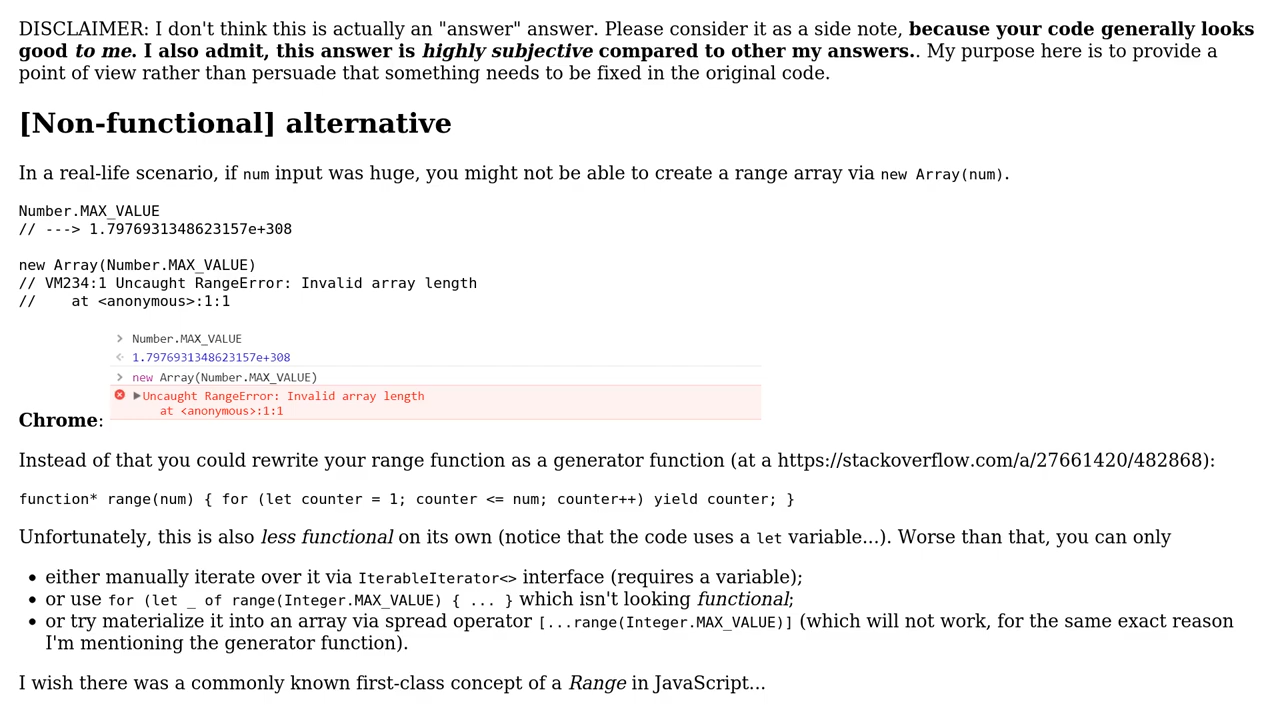 DISCLAIMER: I don't think this is actually an "answer" answer. Please consider it as a side note, because your code generally looks
good to me. I also admit, this answer is highly subjective compared to other my answers.. My purpose here is to provide a
point of view rather than persuade that something needs to be fixed in the original code.
[Non-functional] alternative
In a real-life scenario, if num input was huge, you might not be able to create a range array via new Array(num).
Number.MAX_VALUE
// ---> 1.7976931348623157e+308
new Array(Number.MAX_VALUE)
// VM234:1 Uncaught RangeError: Invalid array length
//    at <anonymous>:1:1
> Number.MAX_VALUE
< 1.7976931348623157e+308
> new Array(Number.MAX_VALUE)
▶Uncaught RangeError: Invalid array length
at <anonymous>:1:1
Chrome:
Instead of that you could rewrite your range function as a generator function (at a https://stackoverflow.com/a/27661420/482868):
function* range(num) { for (let counter = 1; counter <= num; counter++) yield counter; }
Unfortunately, this is also less functional on its own (notice that the code uses a let variable...). Worse than that, you can only
• either manually iterate over it via IterableIterator<> interface (requires a variable);
• or use for (let _ of range(Integer.MAX_VALUE) { ... } which isn't looking functional;
• or try materialize it into an array via spread operator [...range(Integer.MAX_VALUE)] (which will not work, for the same exact reason
I'm mentioning the generator function).
I wish there was a commonly known first-class concept of a Range in JavaScript...